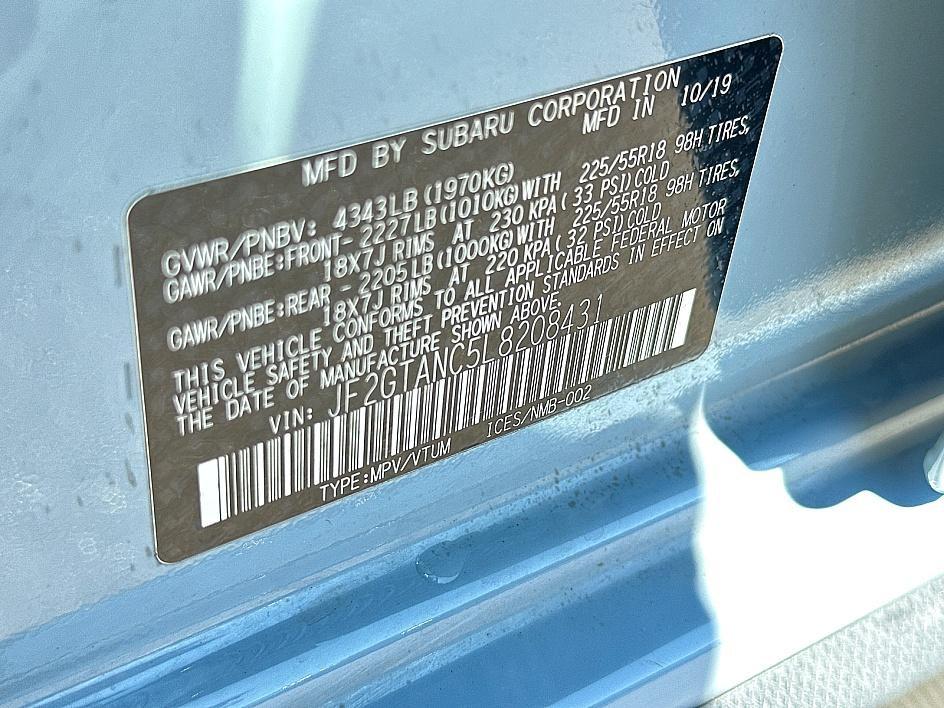 MFD BY SUBARU CORPORATION
MFD IN 10/19
GVWR/PNBV: 4343LB (1970KG)
GAWR/PNBE:FRONT- 2227LB (1010KG) WITH 225/55R18 98H TIRES,
18X7J RIMS AT 230 KPA (33 PSI) COLD
GAWR/PNBE:REAR - 2205LB (1000KG) WITH 225/55R18 98H TIRES,
18X7J RIMS AT 220 KPA (32 PSI) COLD
THIS VEHICLE CONFORMS TO ALL APPLICABLE FEDERAL MOTOR
VEHICLE SAFETY AND THEFT PREVENTION STANDARDS IN EFFECT ON
THE DATE OF MANUFACTURE SHOWN ABOVE.
VIN: JF2GTANC5L8208431
TYPE:MPV/VTUM ICES/NMB-002